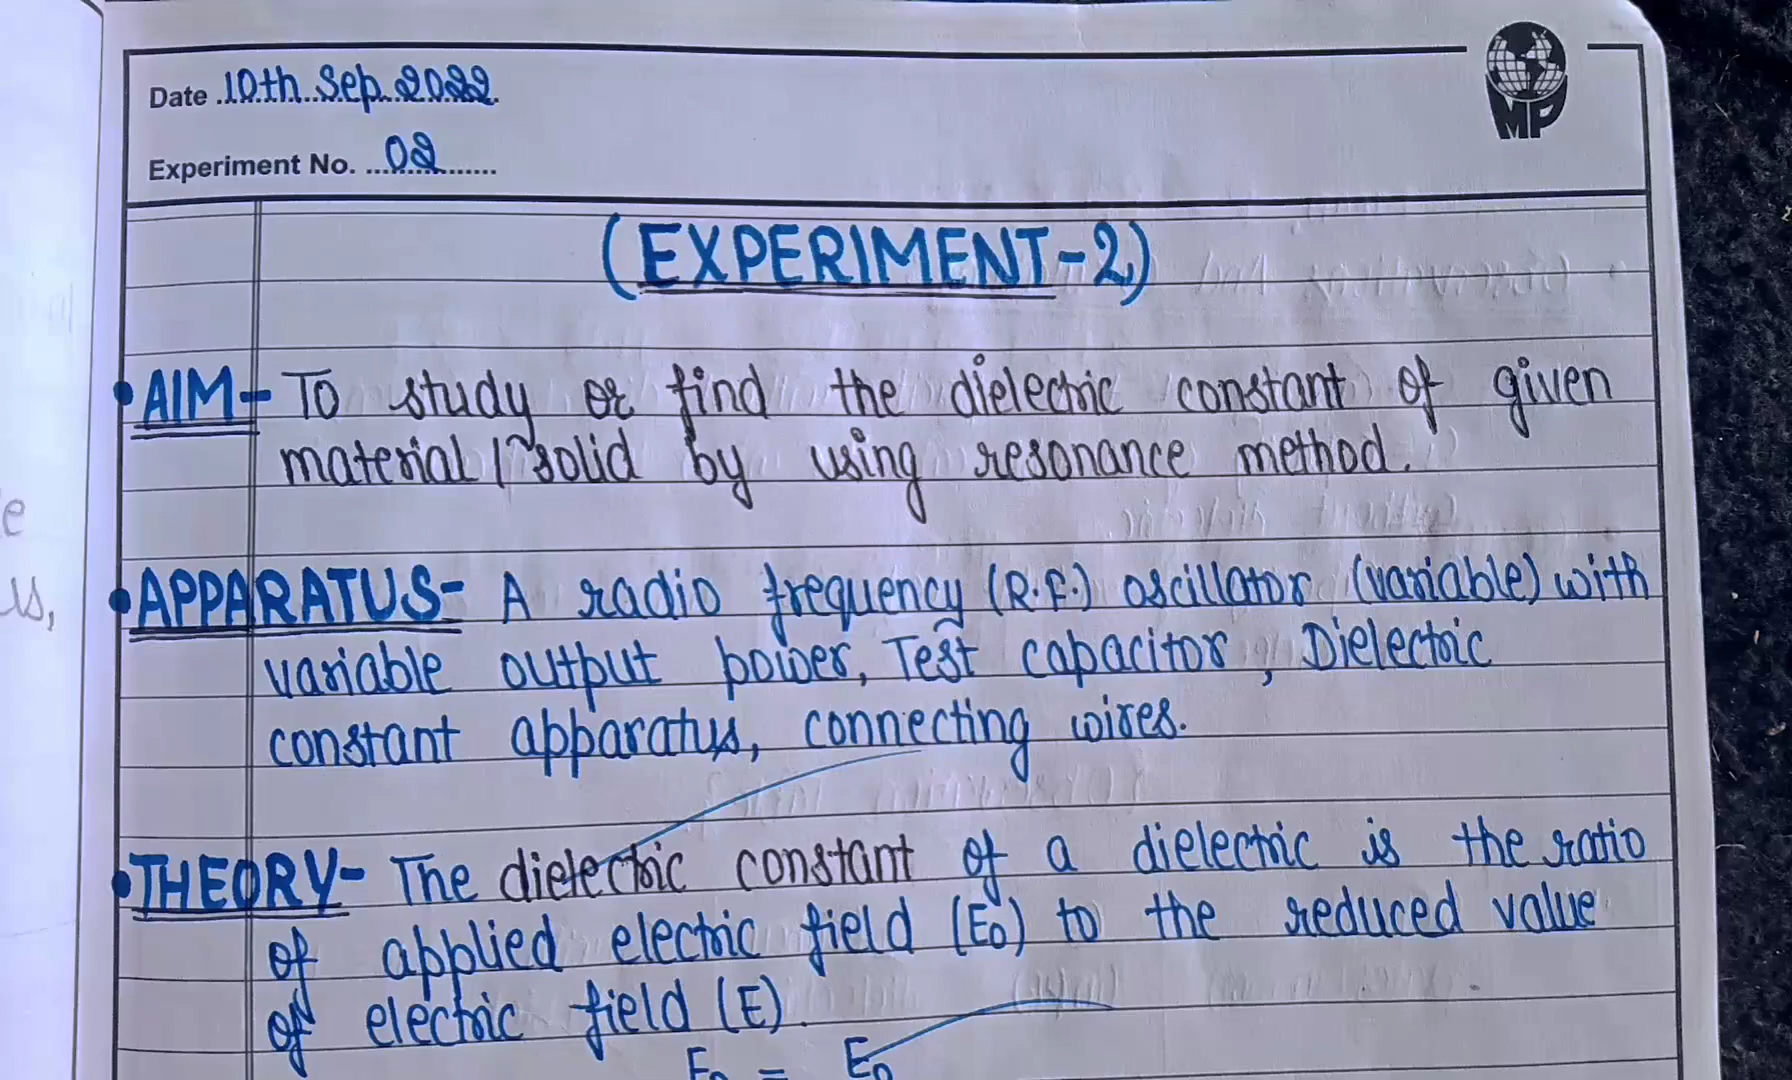 Date 10th Sep. 2022
MP
Experiment No. 02
(EXPERIMENT-2)
• AIM- To study or find the dielectric constant of given
material / solid by using resonance method.
• APPARATUS- A radio frequency (R.F.) oscillator (variable) with
variable output power, Test capacitor, Dielectric
constant apparatus, connecting wires.
• THEORY- The dielectric constant of a dielectric is the ratio
of applied electric field (E0) to the reduced value
of electric field (E).
= E0